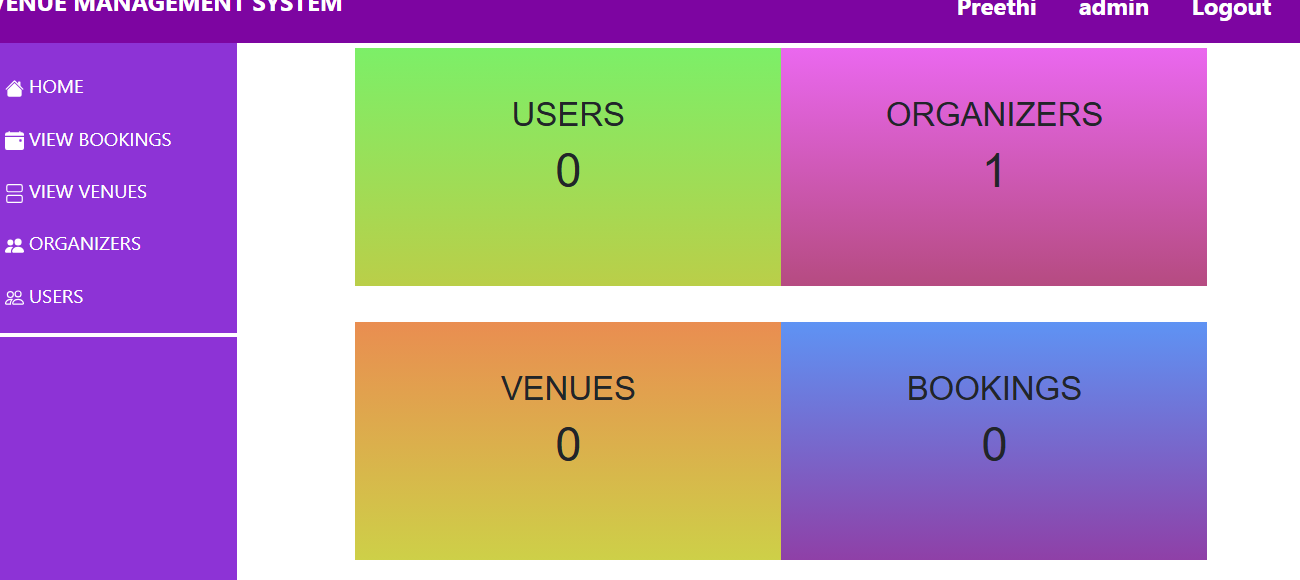 VENUE MANAGEMENT SYSTEM
Preethi admin Logout
HOME
VIEW BOOKINGS
VIEW VENUES
ORGANIZERS
USERS
USERS
0
ORGANIZERS
1
VENUES
0
BOOKINGS
0